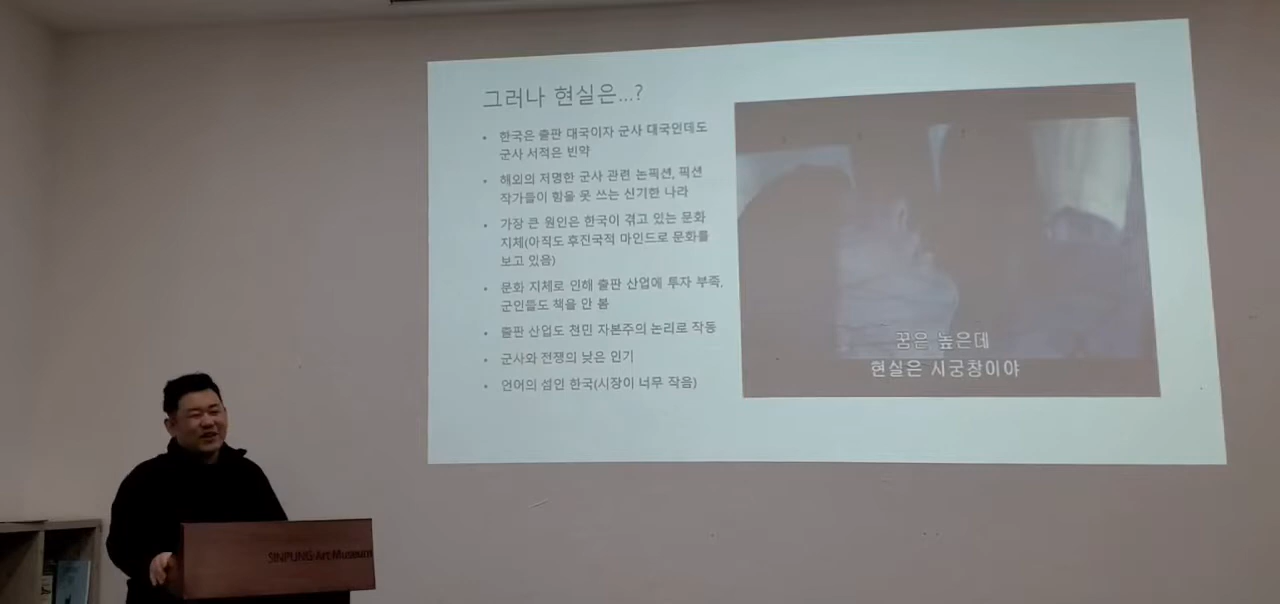 그러나 현실은...?
• 한국은 출판 대국이자 군사 대국인데도
군사 서적은 빈약
• 해외의 저명한 군사 관련 논픽션, 픽션
작가들이 힘을 못 쓰는 신기한 나라
• 가장 큰 원인은 한국이 겪고 있는 문화
지체(아직도 후진국적 마인드로 문화를
보고 있음)
• 문화 지체로 인해 출판 산업에 투자 부족,
군인들도 책을 안 봄
• 출판 산업도 천민 자본주의 논리로 작동
• 군사와 전쟁의 낮은 인기
• 언어의 섬인 한국(시장이 너무 작음)
꿈은 높은데
현실은 시궁창이야
SINPUNG Art Museum